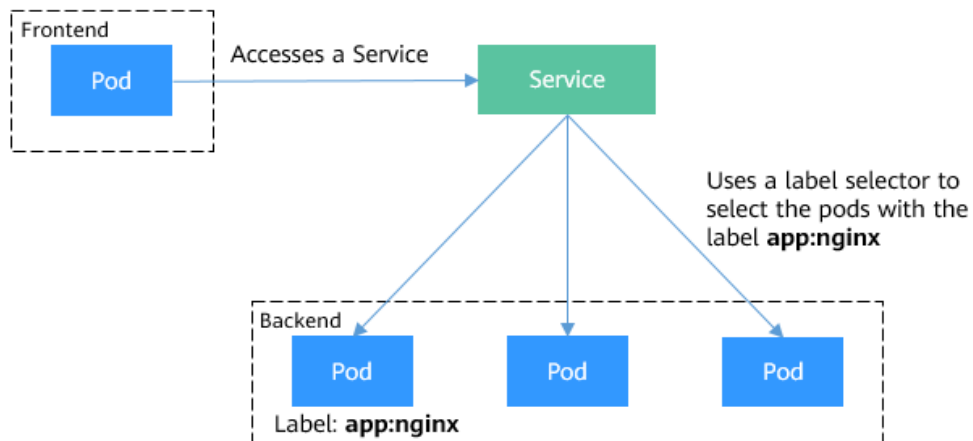 Frontend
Pod
Accesses a Service
Service
Uses a label selector to
select the pods with the
label app:nginx
Backend
Pod
Pod
Pod
Label: app:nginx